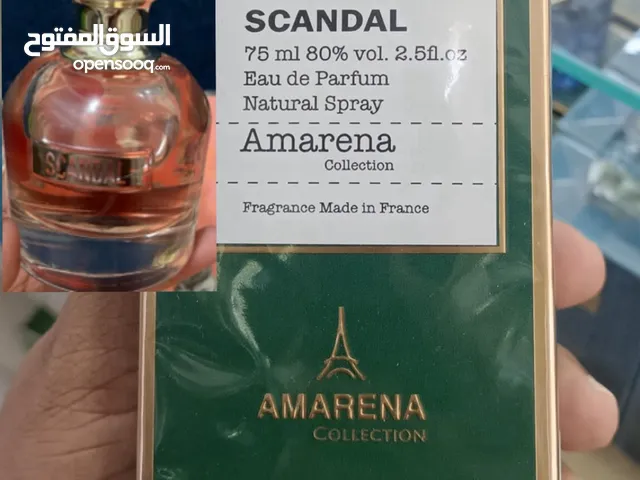 السوق المفتوح
opensooq.com
SCANDAL
SCANDAL
75 ml 80% vol. 2.5fl.oz
Eau de Parfum
Natural Spray
Amarena
Collection
Fragrance Made in France
AMARENA
COLLECTION